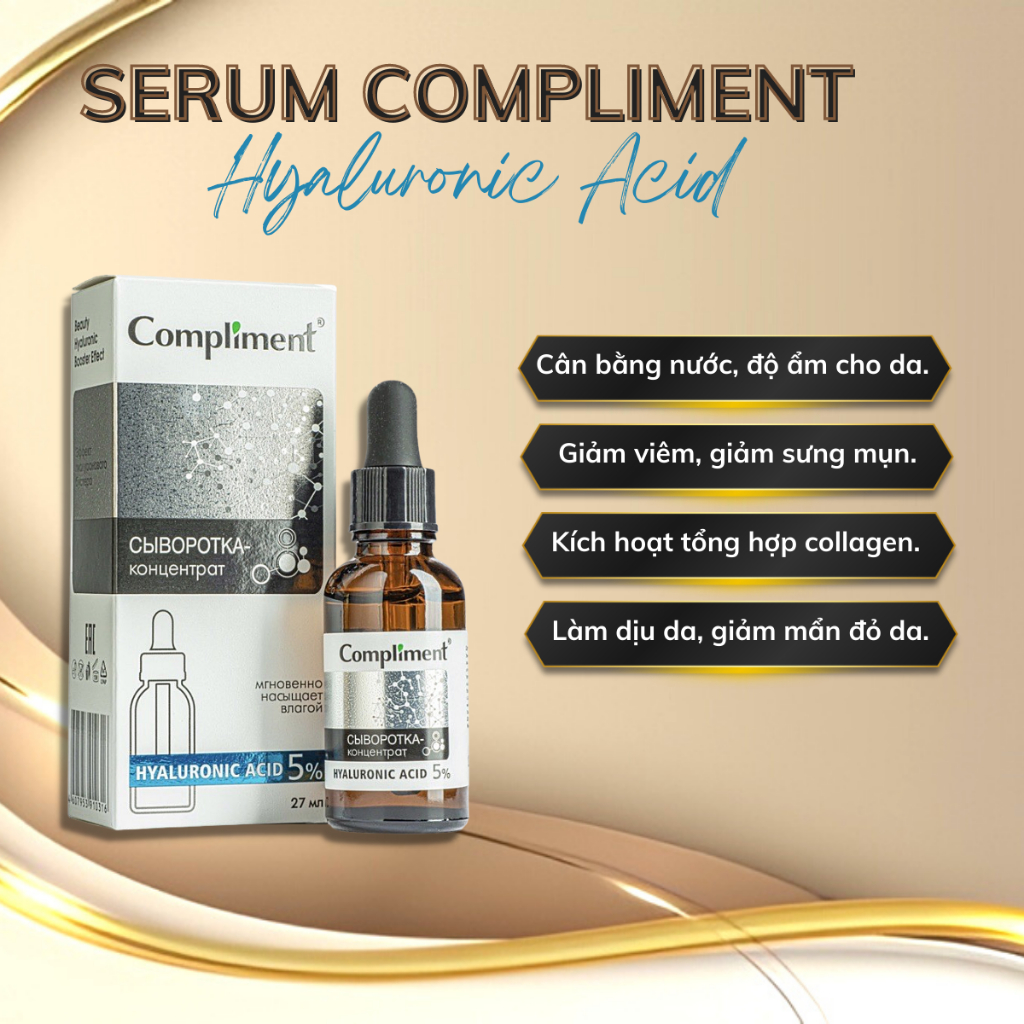 SERUM COMPLIMENT
Hyaluronic Acid
Beauty
Hyaluronic
Booster Effect
Compliment®
СЫВОРОТКА-
концентрат
EAC
мгновенно
насыщает
влагой
HYALURONIC ACID 5%
27 мл
Compliment®
СЫВОРОТКА-
концентрат
HYALURONIC ACID 5%
Cân bằng nước, độ ẩm cho da.
Giảm viêm, giảm sưng mụn.
Kích hoạt tổng hợp collagen.
Làm dịu da, giảm mẩn đỏ da.